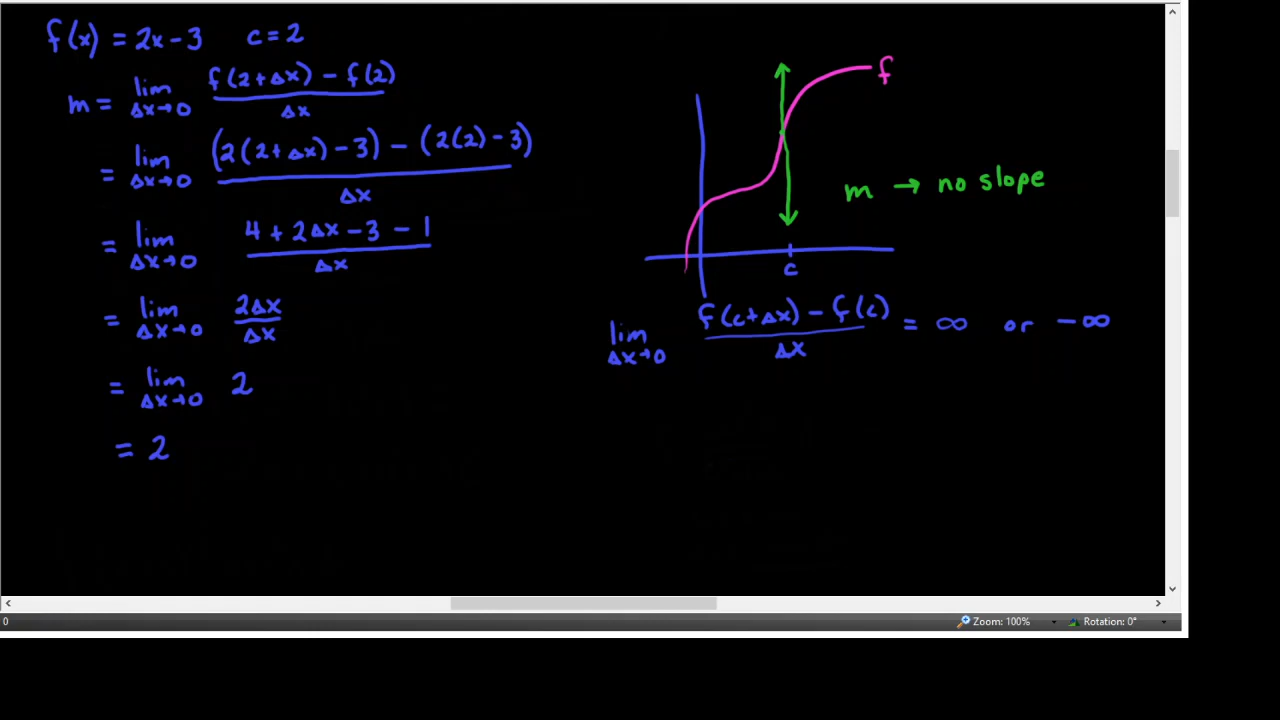 f(x) = 2x-3   c = 2
m = lim Δx→0 (f(2+Δx) - f(2)) / Δx
= lim Δx→0 ((2(2+Δx)-3) - (2(2)-3)) / Δx
= lim Δx→0 (4 + 2Δx - 3 - 1) / Δx
= lim Δx→0 2Δx / Δx
= lim Δx→0 2
= 2
f
m → no slope
c
lim Δx→0 (f(c+Δx) - f(c)) / Δx = ∞ or -∞
0
Zoom: 100%
Rotation: 0°